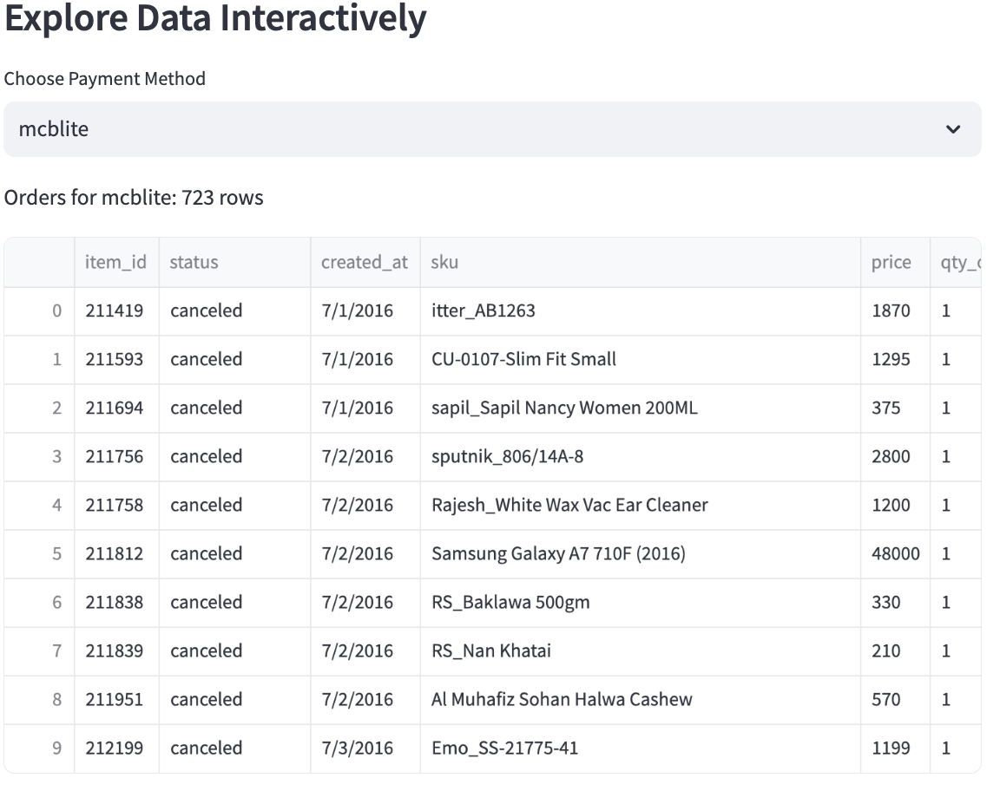 Explore Data Interactively
Choose Payment Method
mcblite
Orders for mcblite: 723 rows
item_id status created_at sku price
0 211419 canceled 7/1/2016 itter_AB1263 1870 1
1 211593 canceled 7/1/2016 CU-0107-Slim Fit Small 1295 1
2 211694 canceled 7/1/2016 sapil_Sapil Nancy Women 200ML 375 1
3 211756 canceled 7/2/2016 sputnik_806/14A-8 2800 1
4 211758 canceled 7/2/2016 Rajesh_White Wax Vac Ear Cleaner 1200 1
5 211812 canceled 7/2/2016 Samsung Galaxy A7 710F (2016) 48000 1
6 211838 canceled 7/2/2016 RS_Baklawa 500gm 330 1
7 211839 canceled 7/2/2016 RS_Nan Khatai 210 1
8 211951 canceled 7/2/2016 Al Muhafiz Sohan Halwa Cashew 570 1
9 212199 canceled 7/3/2016 Emo_SS-21775-41 1199 1